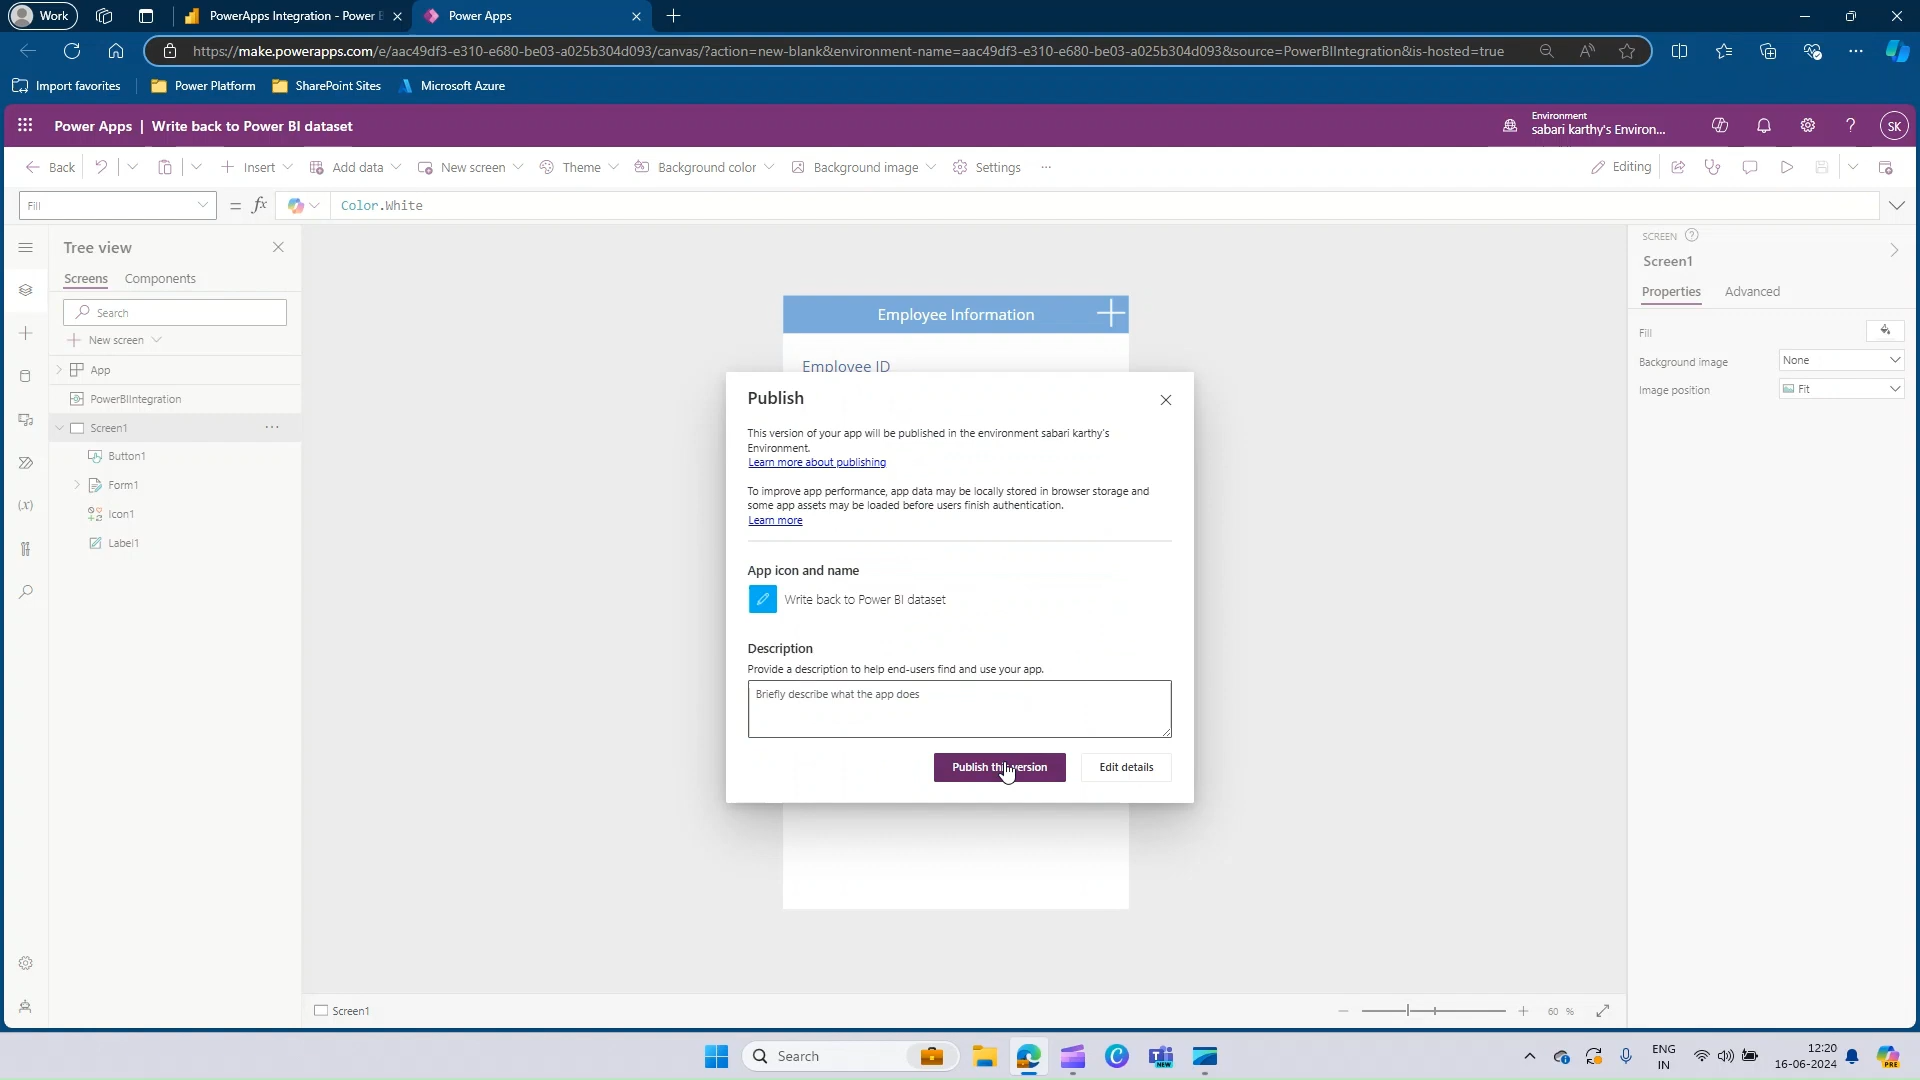 Work
PowerApps Integration - Power B
Power Apps
https://make.powerapps.com/e/aac49df3-e310-e680-be03-a025b304d093/canvas/?action=new-blank&environment-name=aac49df3-e310-e680-be03-a025b304d093&source=PowerBIIntegration&is-hosted=true
Import favorites
Power Platform
SharePoint Sites
Microsoft Azure
Power Apps | Write back to Power BI dataset
Environment
sabari karthy's Environ...
SK
Back
Insert
Add data
New screen
Theme
Background color
Background image
Settings
Editing
Fill
= fx
Color.White
Tree view
Screens
Components
Search
New screen
App
PowerBIIntegration
Screen1
Button1
Form1
Icon1
Label1
Employee Information
Employee ID
Publish
This version of your app will be published in the environment sabari karthy's
Environment.
Learn more about publishing
To improve app performance, app data may be locally stored in browser storage and
some app assets may be loaded before users finish authentication.
Learn more
App icon and name
Write back to Power BI dataset
Description
Provide a description to help end-users find and use your app.
Briefly describe what the app does
Publish this version
Edit details
SCREEN
Screen1
Properties
Advanced
Fill
Background image
None
Image position
Fit
Screen1
60 %
Search
NEW
ENG
IN
12:20
16-06-2024
PRE